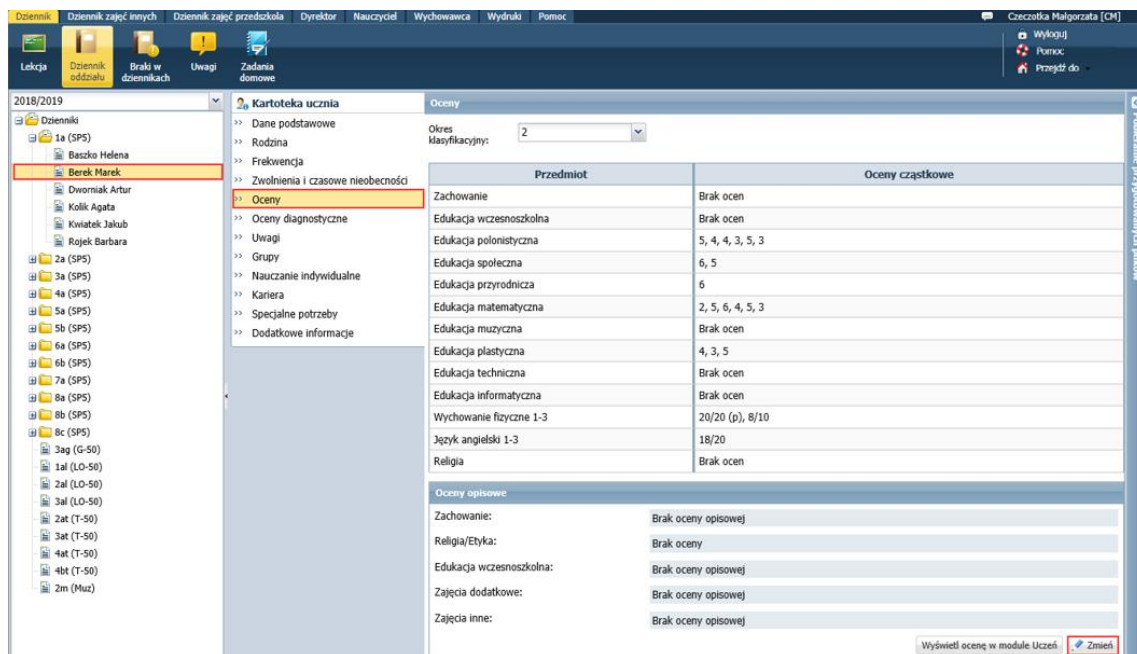 Dziennik Dziennik zajęć innych Dziennik zajęć przedszkola Dyrektor Nauczyciel Wychowawca Wydruki Pomoc Czeczotka Małgorzata [CM]
Lekcja
Dziennik oddziału
Braki w dziennikach
Uwagi
Zadania domowe
Wyloguj
Pomoc
Przejdź do
2018/2019
Dzienniki
1a (SP5)
Baszko Helena
Berek Marek
Dworniak Artur
Kolik Agata
Kwiatek Jakub
Rojek Barbara
2a (SP5)
3a (SP5)
4a (SP5)
5a (SP5)
5b (SP5)
6a (SP5)
6b (SP5)
7a (SP5)
8a (SP5)
8b (SP5)
8c (SP5)
3ag (G-50)
1al (LO-50)
2al (LO-50)
3al (LO-50)
2at (T-50)
3at (T-50)
4at (T-50)
4bt (T-50)
2m (Muz)
Kartoteka ucznia
Dane podstawowe
Rodzina
Frekwencja
Zwolnienia i czasowe nieobecności
Oceny
Oceny diagnostyczne
Uwagi
Grupy
Nauczanie indywidualne
Kariera
Specjalne potrzeby
Dodatkowe informacje
Oceny
Okres klasyfikacyjny: 2
Przedmiot Oceny cząstkowe
Zachowanie Brak ocen
Edukacja wczesnoszkolna Brak ocen
Edukacja polonistyczna 5, 4, 4, 3, 5, 3
Edukacja społeczna 6, 5
Edukacja przyrodnicza 6
Edukacja matematyczna 2, 5, 6, 4, 5, 3
Edukacja muzyczna Brak ocen
Edukacja plastyczna 4, 3, 5
Edukacja techniczna Brak ocen
Edukacja informatyczna Brak ocen
Wychowanie fizyczne 1-3 20/20 (p), 8/10
Język angielski 1-3 18/20
Religia Brak ocen
Oceny opisowe
Zachowanie: Brak oceny opisowej
Religia/Etyka: Brak oceny
Edukacja wczesnoszkolna: Brak oceny opisowej
Zajęcia dodatkowe: Brak oceny opisowej
Zajęcia inne: Brak oceny opisowej
Wyświetl ocenę w module Uczeń Zmień